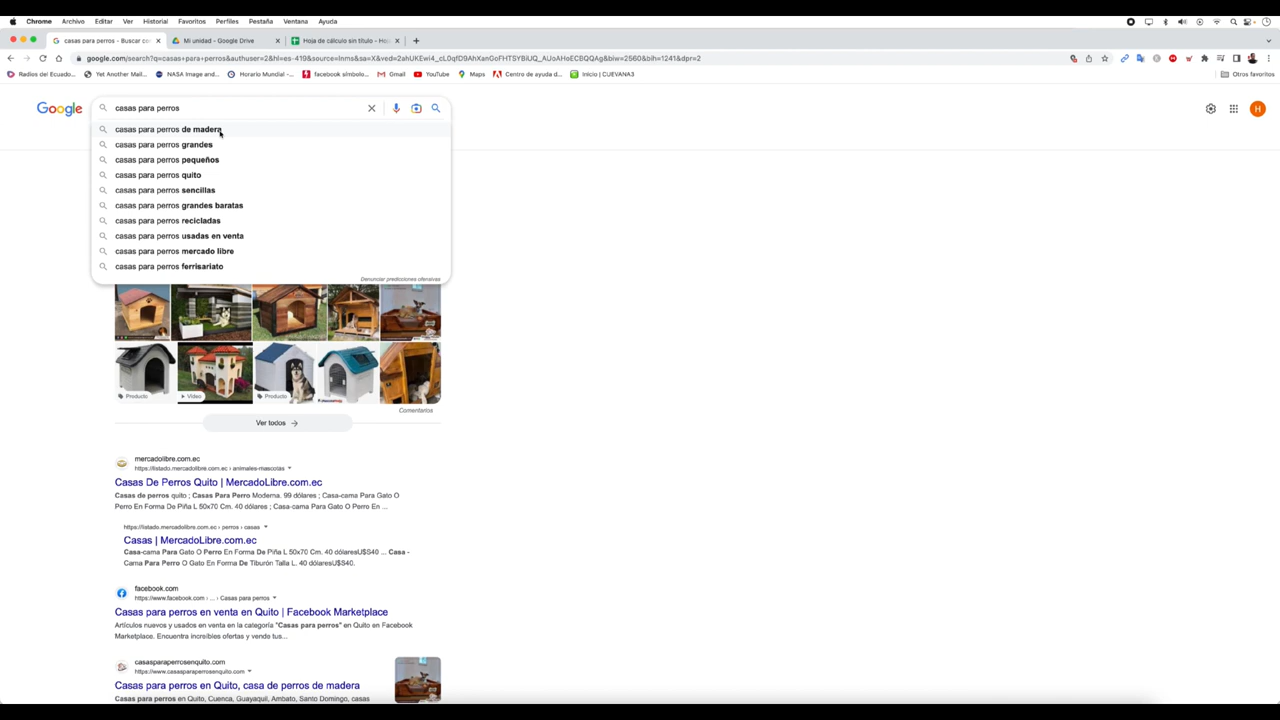 Chrome Archivo Editar Ver Historial Favoritos Perfiles Pestaña Ventana Ayuda
casas para perros - Buscar co
Mi unidad - Google Drive
Hoja de cálculo sin título - Ho
google.com/search?q=casas+para+perros&authuser=2&hl=es-419&source=lnms&sa=X&ved=
Radios del Ecuador...
Yet Another Mail...
NASA Image and...
Horario Mundial -...
facebook símbolo...
Gmail
YouTube
Maps
Centro de ayuda d...
Inicio | CUEVANA3
Otros favoritos
Google
casas para perros
H
casas para perros de madera
casas para perros grandes
casas para perros pequeños
casas para perros quito
casas para perros sencillas
casas para perros grandes baratas
casas para perros recicladas
casas para perros usadas en venta
casas para perros mercado libre
casas para perros ferrisariato
Denunciar predicciones ofensivas
Producto
Video
Producto
Comentarios
Ver todos
mercadolibre.com.ec
https://listado.mercadolibre.com.ec › animales-mascotas
Casas De Perros Quito | MercadoLibre.com.ec
Casas de perros quito ; Casas Para Perro Moderna. 99 dólares ; Casa-cama Para Gato O
Perro En Forma De Piña L 50x70 Cm. 40 dólares ; Casa-cama Para Gato O Perro En ...
https://listado.mercadolibre.com.ec › perros › casas
Casas | MercadoLibre.com.ec
Casa-cama Para Gato O Perro En Forma De Piña L 50x70 Cm. 40 dólaresU$S40 ... Casa -
Cama Para Perro O Gato En Forma De Tiburón Talla L. 40 dólaresU$S40.
facebook.com
https://www.facebook.com › ... › Casas para perros
Casas para perros en venta en Quito | Facebook Marketplace
Artículos nuevos y usados en venta en la categoría "Casas para perros" en Quito en Facebook
Marketplace. Encuentra increíbles ofertas y vende tus...
casasparaperrosenquito.com
https://www.casasparaperrosenquito.com
Casas para perros en Quito, casa de perros de madera
Casas para perros en Quito, Cuenca, Guayaquil, Ambato, Santo Domingo, casas